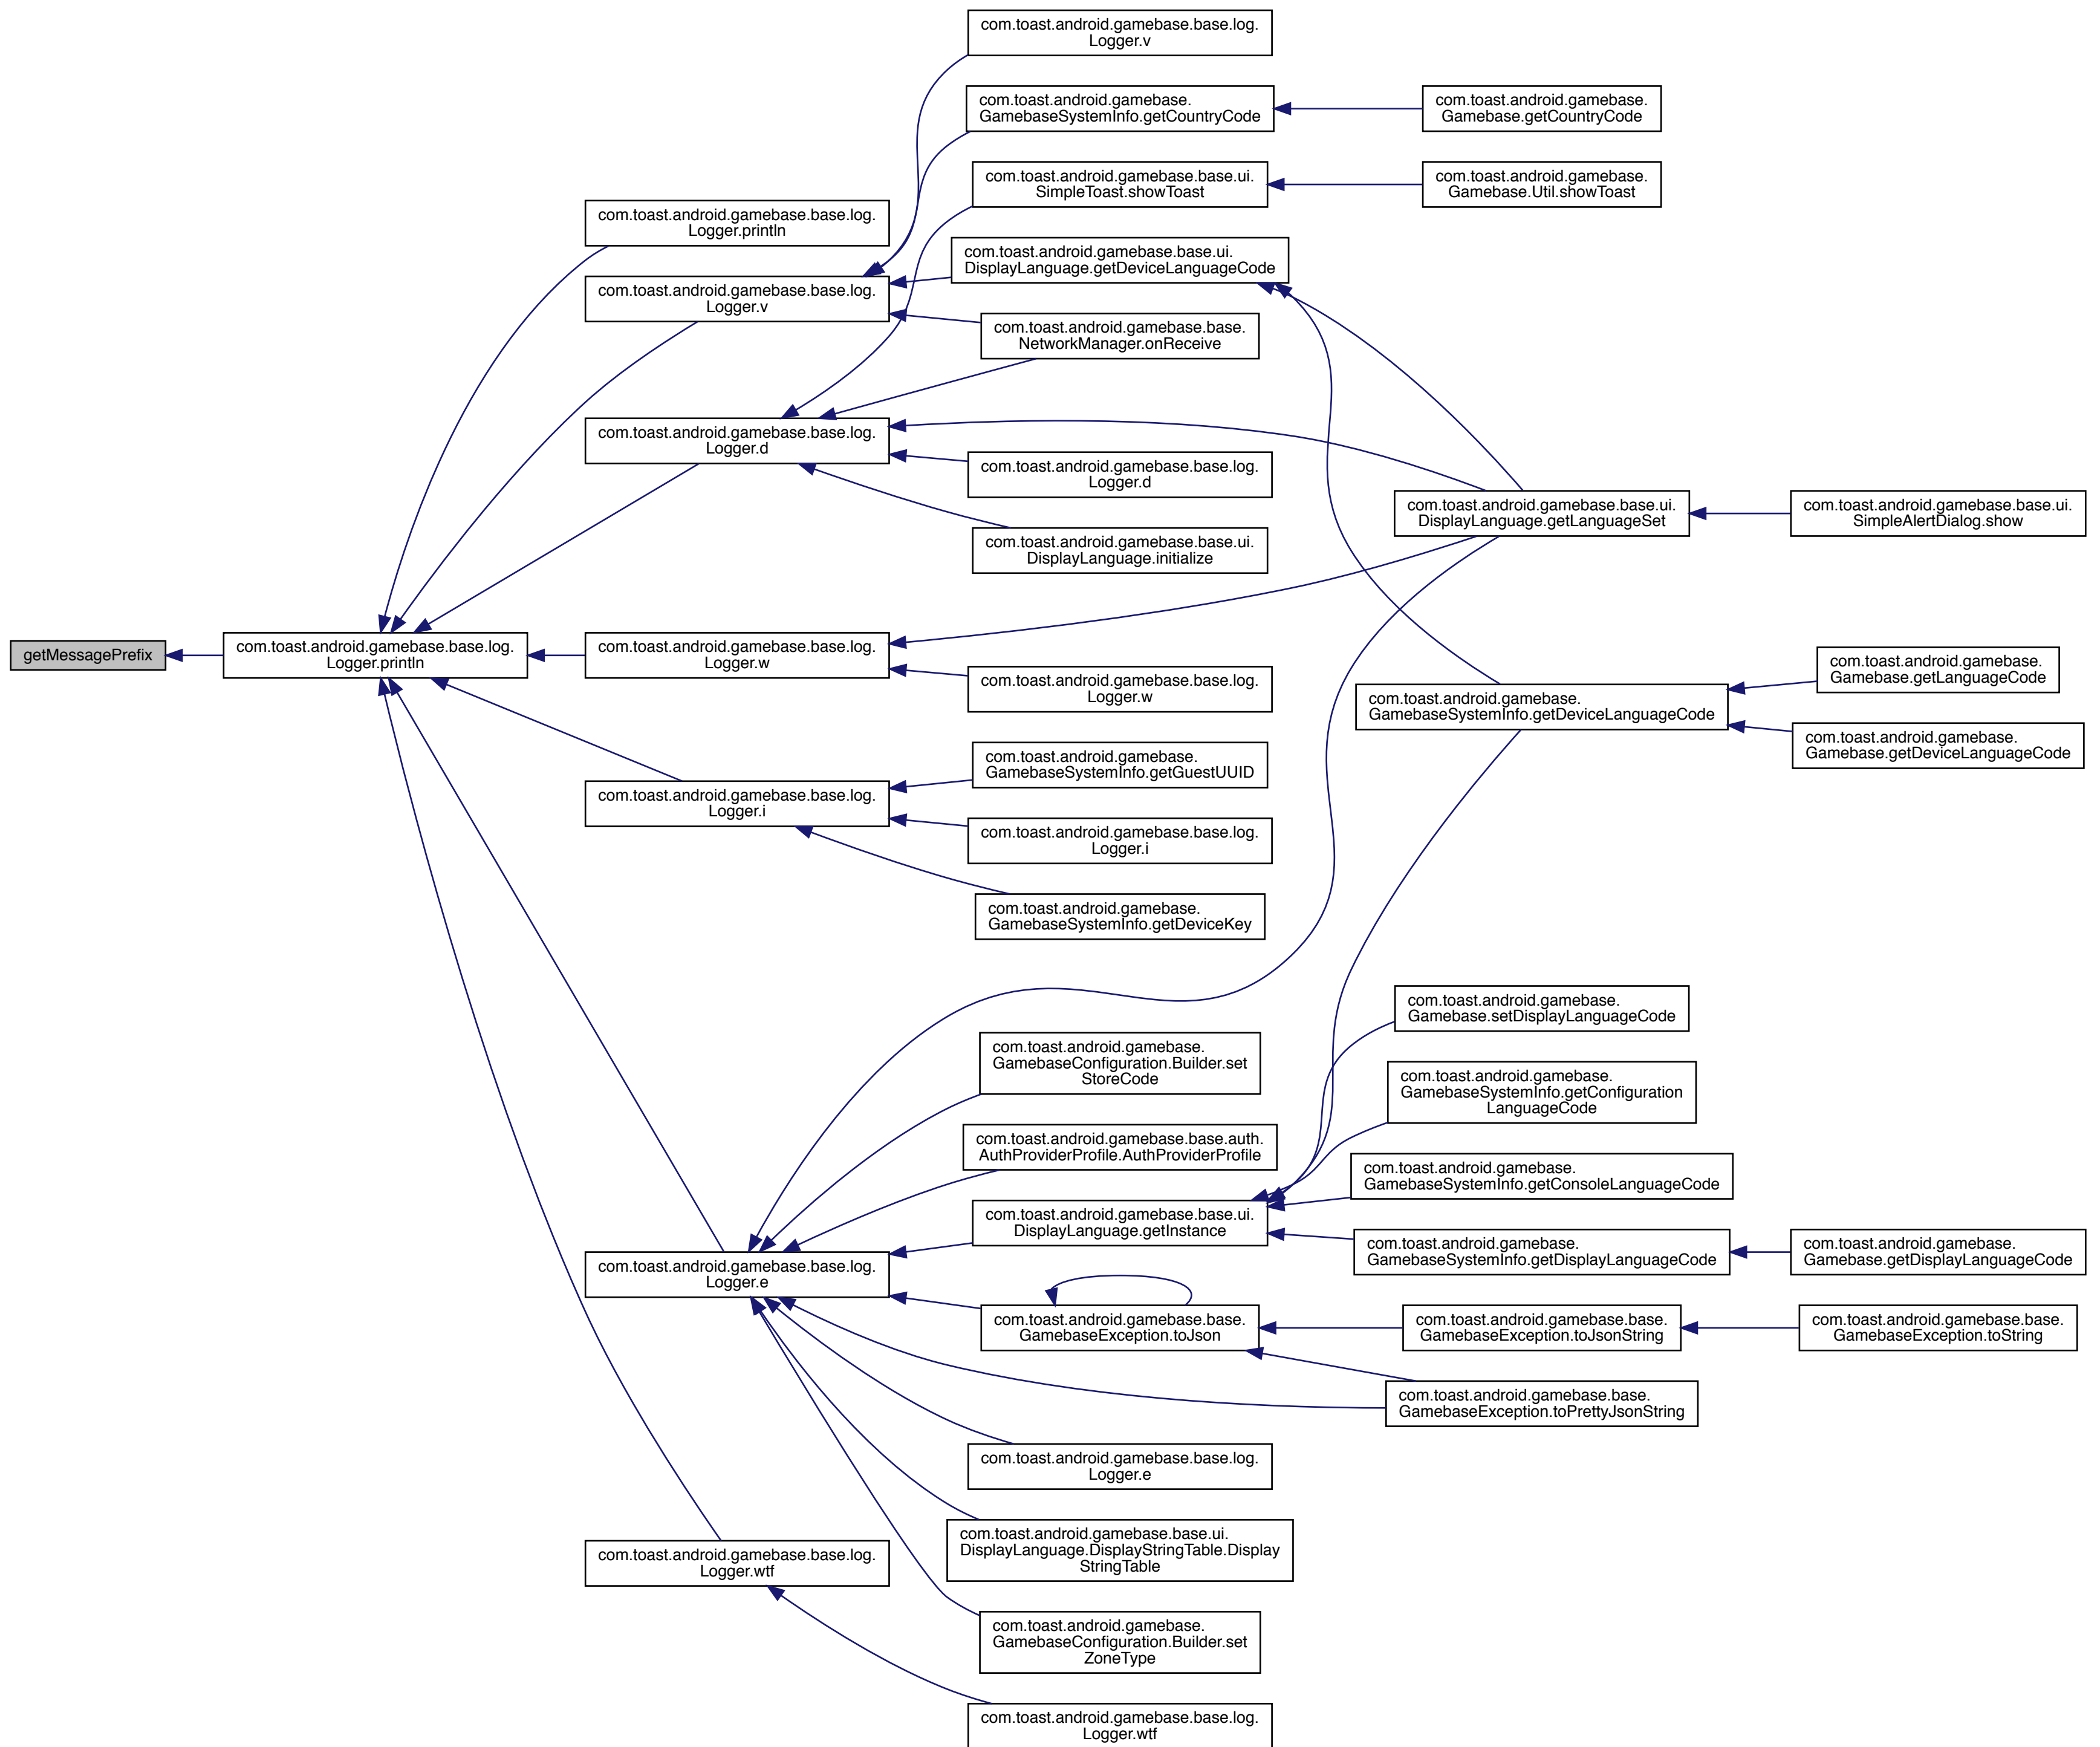 getMessagePrefix
com.toast.android.gamebase.base.log.
Logger.println
com.toast.android.gamebase.base.log.
Logger.println
com.toast.android.gamebase.base.log.
Logger.v
com.toast.android.gamebase.base.log.
Logger.d
com.toast.android.gamebase.base.log.
Logger.w
com.toast.android.gamebase.base.log.
Logger.i
com.toast.android.gamebase.base.log.
Logger.e
com.toast.android.gamebase.base.log.
Logger.wtf
com.toast.android.gamebase.base.log.
Logger.v
com.toast.android.gamebase.
GamebaseSystemInfo.getCountryCode
com.toast.android.gamebase.base.ui.
SimpleToast.showToast
com.toast.android.gamebase.base.ui.
DisplayLanguage.getDeviceLanguageCode
com.toast.android.gamebase.base.
NetworkManager.onReceive
com.toast.android.gamebase.base.log.
Logger.d
com.toast.android.gamebase.base.ui.
DisplayLanguage.initialize
com.toast.android.gamebase.base.log.
Logger.w
com.toast.android.gamebase.
GamebaseSystemInfo.getGuestUUID
com.toast.android.gamebase.base.log.
Logger.i
com.toast.android.gamebase.
GamebaseSystemInfo.getDeviceKey
com.toast.android.gamebase.
GamebaseConfiguration.Builder.set
StoreCode
com.toast.android.gamebase.base.auth.
AuthProviderProfile.AuthProviderProfile
com.toast.android.gamebase.base.ui.
DisplayLanguage.getInstance
com.toast.android.gamebase.base.
GamebaseException.toJson
com.toast.android.gamebase.base.log.
Logger.e
com.toast.android.gamebase.base.ui.
DisplayLanguage.DisplayStringTable.Display
StringTable
com.toast.android.gamebase.
GamebaseConfiguration.Builder.set
ZoneType
com.toast.android.gamebase.base.log.
Logger.wtf
com.toast.android.gamebase.
Gamebase.getCountryCode
com.toast.android.gamebase.
Gamebase.Util.showToast
com.toast.android.gamebase.base.ui.
DisplayLanguage.getLanguageSet
com.toast.android.gamebase.
GamebaseSystemInfo.getDeviceLanguageCode
com.toast.android.gamebase.
Gamebase.setDisplayLanguageCode
com.toast.android.gamebase.
GamebaseSystemInfo.getConfiguration
LanguageCode
com.toast.android.gamebase.
GamebaseSystemInfo.getConsoleLanguageCode
com.toast.android.gamebase.
GamebaseSystemInfo.getDisplayLanguageCode
com.toast.android.gamebase.base.
GamebaseException.toJsonString
com.toast.android.gamebase.base.
GamebaseException.toPrettyJsonString
com.toast.android.gamebase.base.ui.
SimpleAlertDialog.show
com.toast.android.gamebase.
Gamebase.getLanguageCode
com.toast.android.gamebase.
Gamebase.getDeviceLanguageCode
com.toast.android.gamebase.
Gamebase.getDisplayLanguageCode
com.toast.android.gamebase.base.
GamebaseException.toString